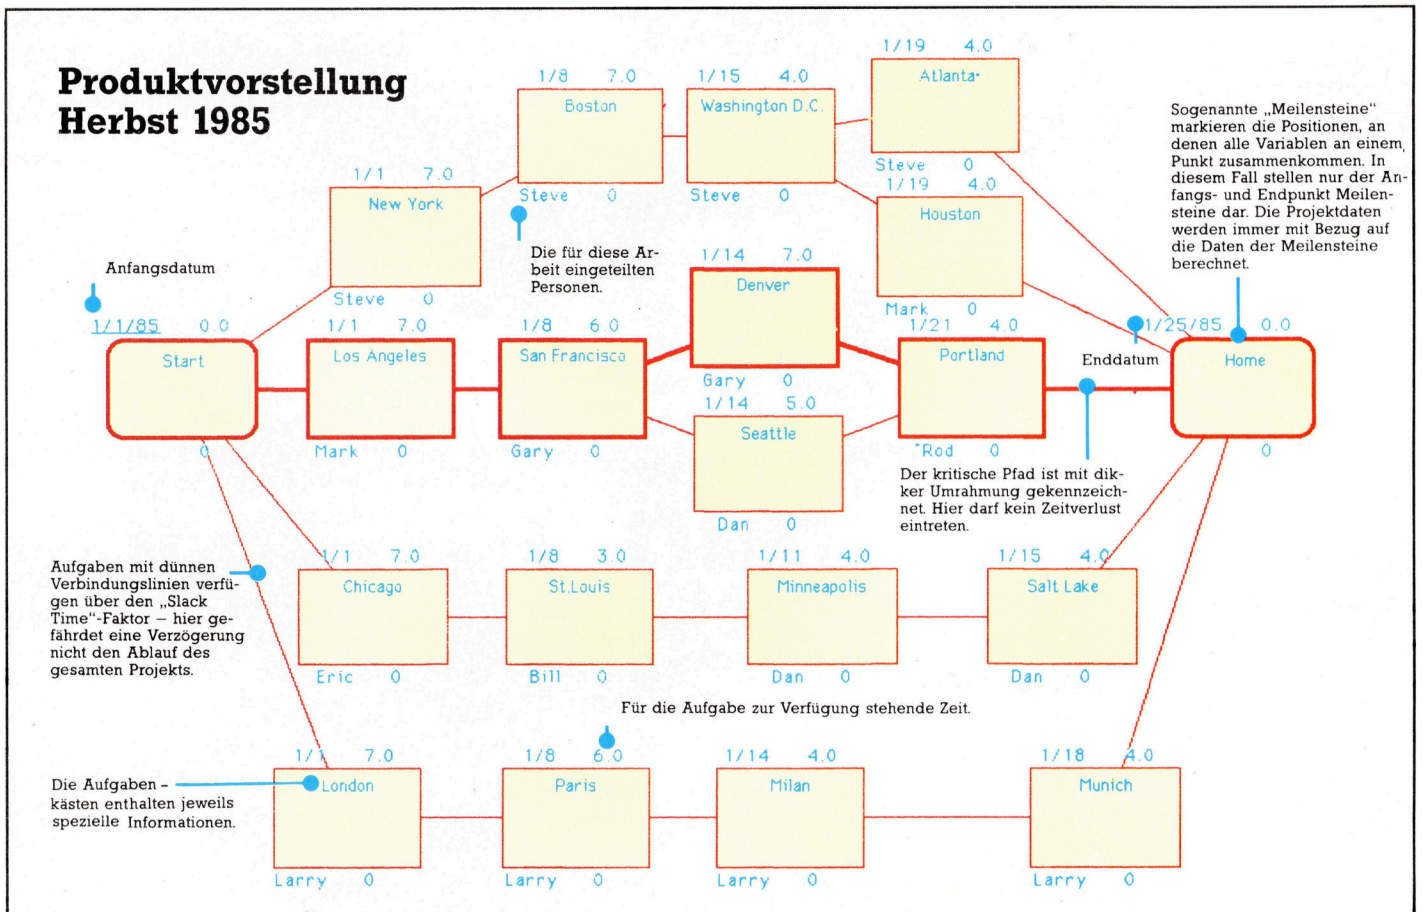 Produktvorstellung
Herbst 1985
1/19 4.0
Atlanta
Steve 0
1/8 7.0
Boston
Steve 0
1/15 4.0
Washington D.C.
Steve 0
Sogenannte „Meilensteine“
markieren die Positionen, an
denen alle Variablen an einem
Punkt zusammenkommen. In
diesem Fall stellen nur der An-
fangs- und Endpunkt Meilen-
steine dar. Die Projektdaten
werden immer mit Bezug auf
die Daten der Meilensteine
berechnet.
1/1 7.0
New York
Steve 0
1/19 4.0
Houston
Mark 0
Die für diese Ar-
beit eingeteilten
Personen.
Anfangsdatum
1/14 7.0
Denver
Gary 0
1/1/85 0.0
Start
0
1/1 7.0
Los Angeles
Mark 0
1/8 6.0
San Francisco
Gary 0
1/21 4.0
Portland
Rod 0
Enddatum
1/25/85 0.0
Home
0
1/14 5.0
Seattle
Dan 0
Der kritische Pfad ist mit dik-
ker Umrahmung gekennzeich-
net. Hier darf kein Zeitverlust
eintreten.
Aufgaben mit dünnen
Verbindungslinien verfü-
gen über den „Slack
Time“-Faktor – hier ge-
fährdet eine Verzögerung
nicht den Ablauf des
gesamten Projekts.
1/1 7.0
Chicago
Eric 0
1/8 3.0
St.Louis
Bill 0
1/11 4.0
Minneapolis
Dan 0
1/15 4.0
Salt Lake
Dan 0
Für die Aufgabe zur Verfügung stehende Zeit.
Die Aufgaben -
kästen enthalten jeweils
spezielle Informationen.
1/1 7.0
London
Larry 0
1/8 6.0
Paris
Larry 0
1/14 4.0
Milan
Larry 0
1/18 4.0
Munich
Larry 0